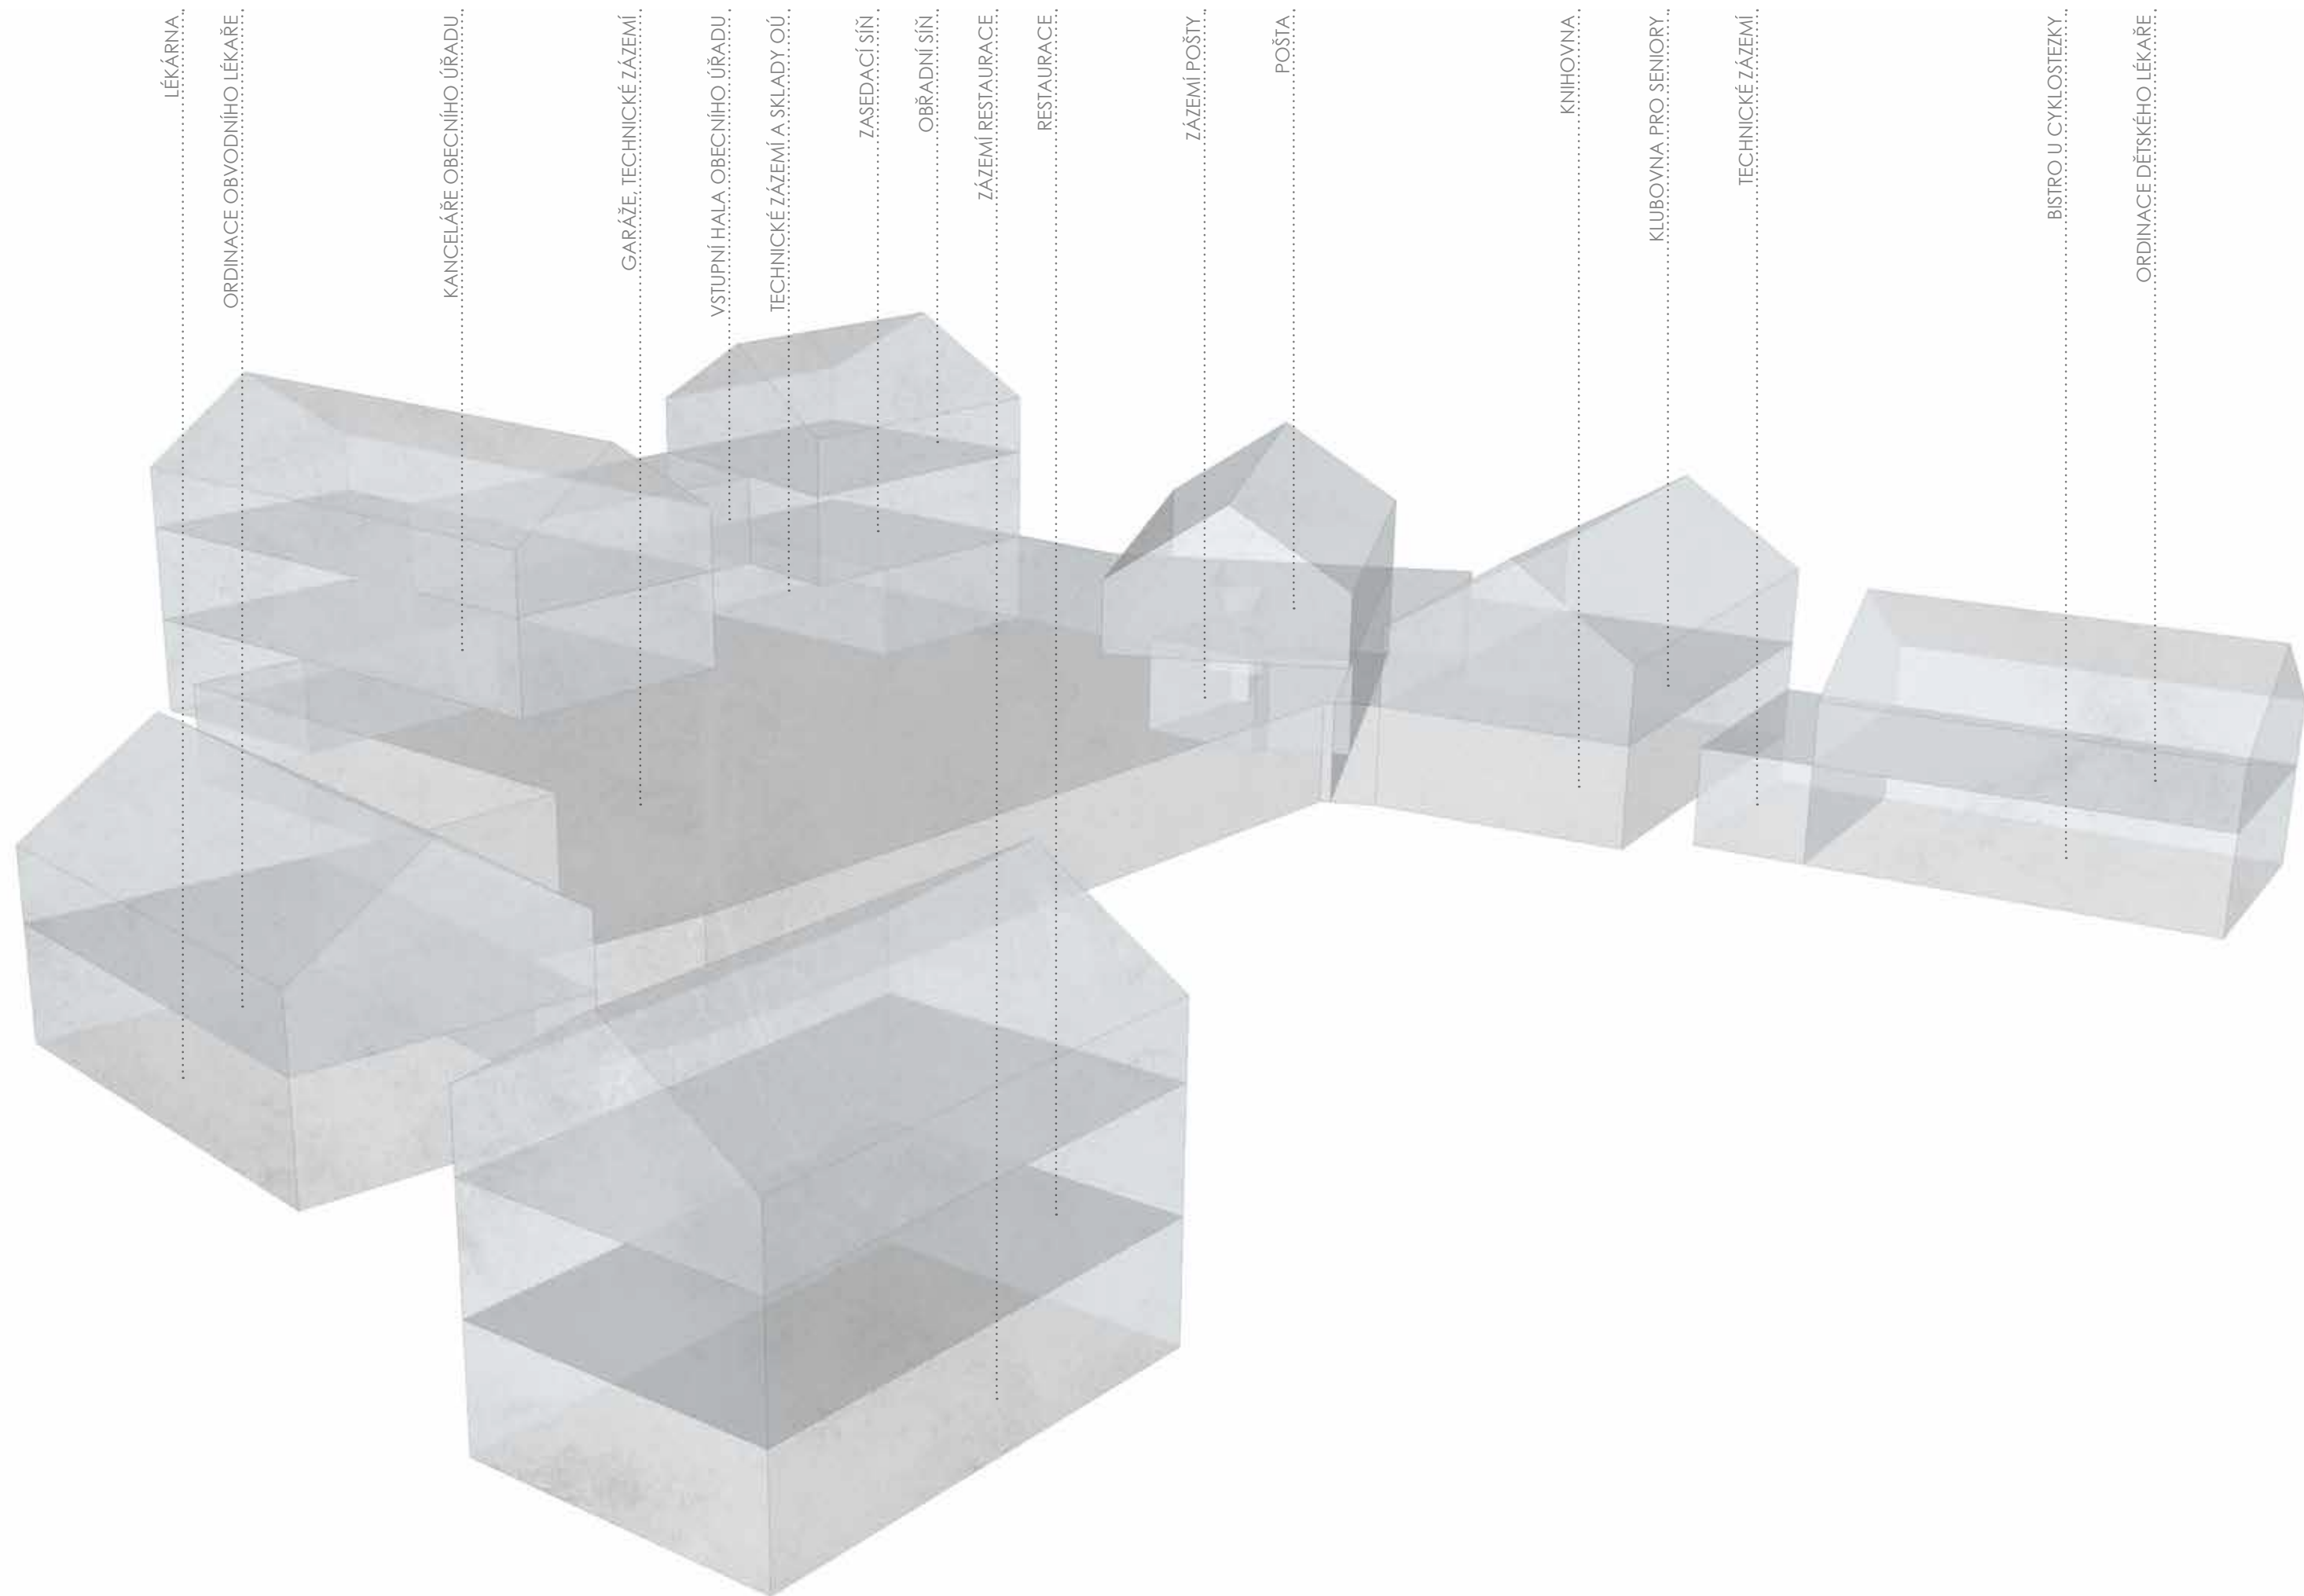 LÉKÁRNA
ORDINACE OBVODNÍHO LÉKAŘE
KANCELÁŘE OBECNÍHO ÚŘADU
GARÁŽE, TECHNICKÉ ZÁZEMÍ
VSTUPNÍ HALA OBECNÍHO ÚŘADU
TECHNICKÉ ZÁZEMÍ A SKLADY OÚ
ZASEDACÍ SÍŇ
OBŘADNÍ SÍŇ
ZÁZEMÍ RESTAURACE
RESTAURACE
ZÁZEMÍ POŠTY
POŠTA
KNIHOVNA
KLUBOVNA PRO SENIORY
TECHNICKÉ ZÁZEMÍ
BISTRO U CYKLOSTEZKY
ORDINACE DĚTSKÉHO LÉKAŘE